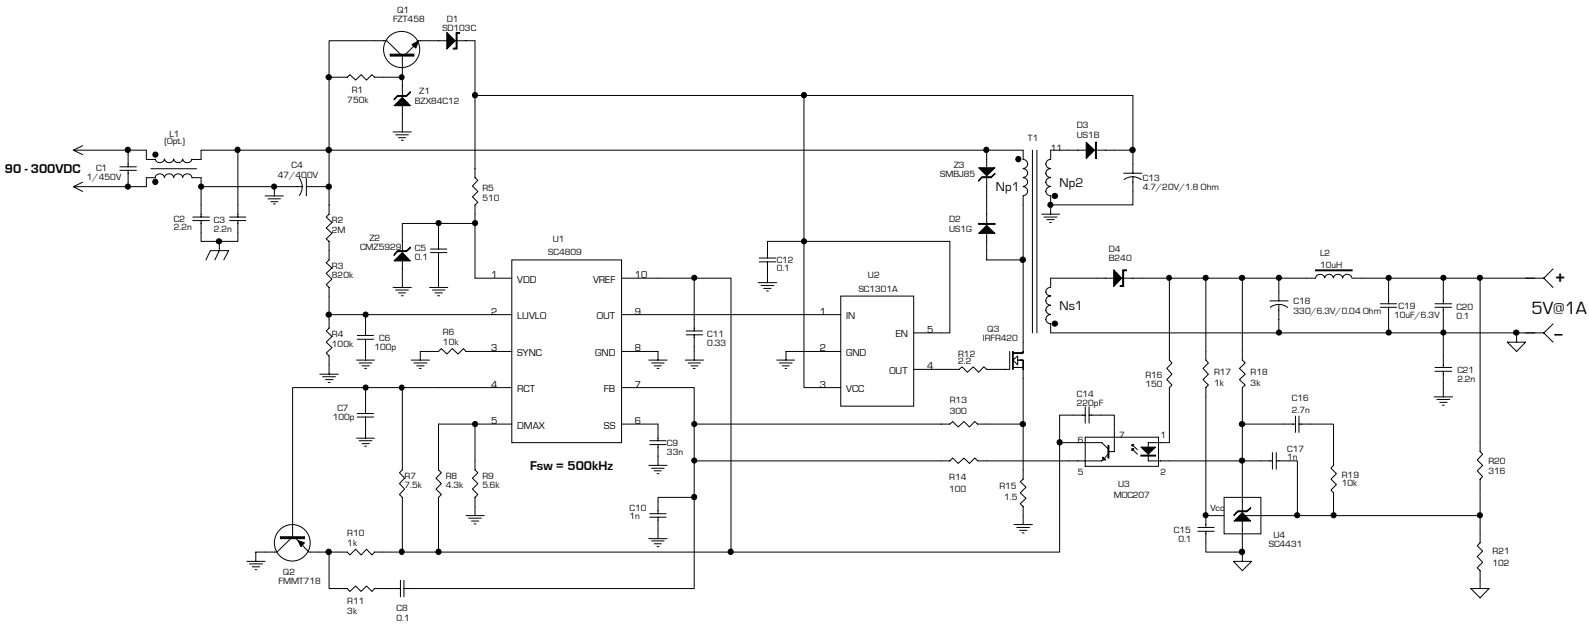 Q1
FZT458
D1
SD103C
R1
750k
Z1
BZX84C12
L1
(Opt.)
90 - 300VDC
C1
1/450V
C4
47/400V
C2
2.2n
C3
2.2n
R2
2M
R3
820k
R4
100k
R5
510
Z2
CMZ5929
C5
0.1
C6
100p
R6
10k
C7
100p
U1
SC4809
1
VDD
VREF
10
2
LUVLO
OUT
9
3
SYNC
GND
8
4
RCT
FB
7
5
DMAX
SS
6
Fsw = 500kHz
R7
7.5k
R8
4.3k
R9
5.6k
C9
33n
C10
1n
C11
0.33
Q2
FMMT718
R10
1k
R11
3k
C8
0.1
C12
0.1
U2
SC1301A
1
IN
EN
5
2
GND
OUT
4
3
VCC
R12
2.2
Q3
IRFR420
R13
300
R14
100
R15
1.5
Z3
SMBJ85
D2
US1G
T1
Np1
11
Np2
Ns1
D3
US1B
C13
4.7/20V/1.8 Ohm
D4
B240
L2
10uH
C18
330/6.3V/0.04 Ohm
C19
10uF/6.3V
C20
0.1
C21
2.2n
+
5V@1A
-
R16
150
R17
1k
R18
3k
C14
220pF
6
7
1
5
2
U3
MOC207
C16
2.7n
C17
1n
R19
10k
C15
0.1
Vcc
U4
SC4431
R20
316
R21
102